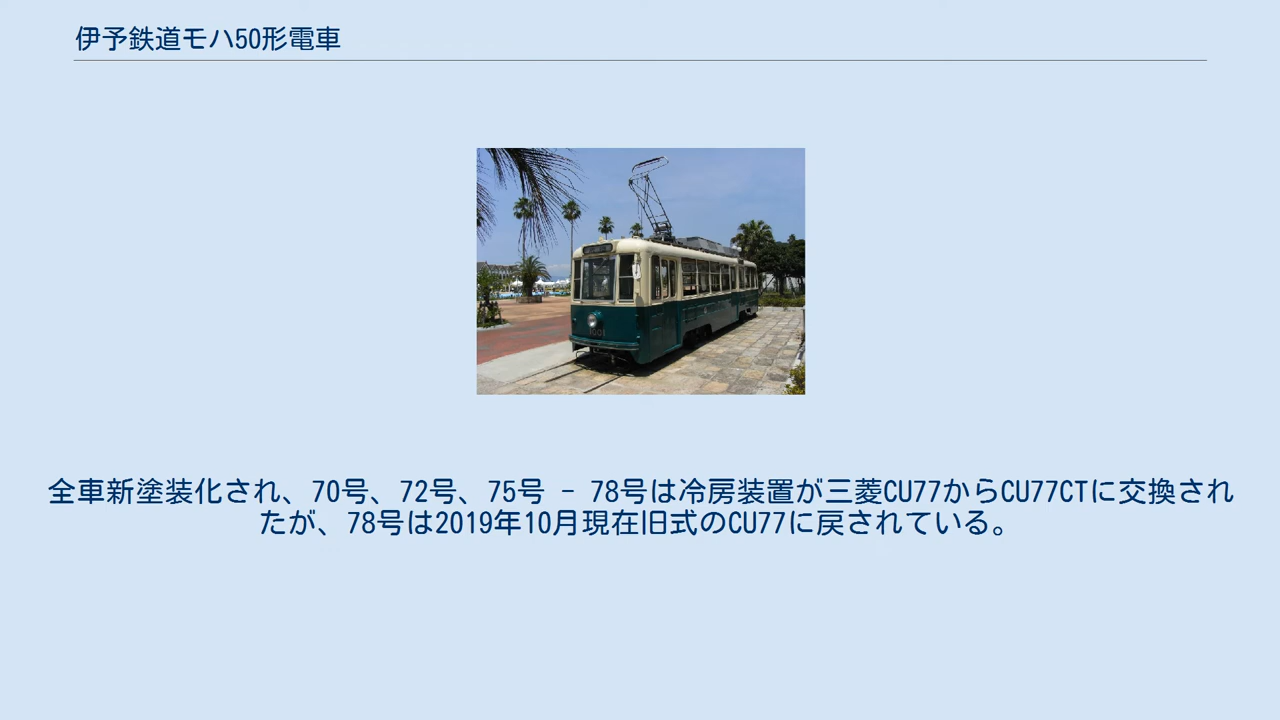 伊予鉄道モハ50形電車
全車新塗装化され、70号、72号、75号 - 78号は冷房装置が三菱CU77からCU77CTに交換され
たが、78号は2019年10月現在旧式のCU77に戻されている。